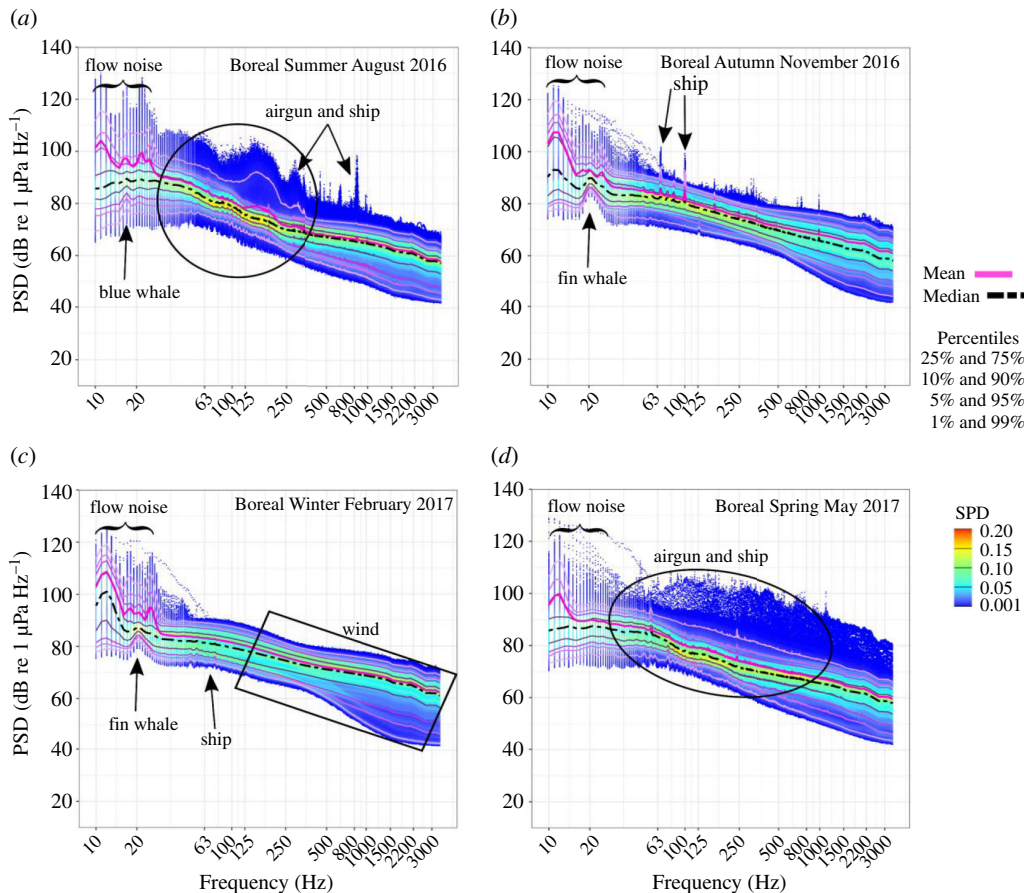 (a)
140
120
100
80
60
40
20
PSD (dB re 1 µPa Hz⁻¹)
flow noise
Boreal Summer August 2016
airgun and ship
blue whale
10 20 63 100 125 250 500 800 1000 1500 2200 3000
(b)
140
120
100
80
60
40
20
flow noise
Boreal Autumn November 2016
ship
fin whale
10 20 63 100 125 250 500 800 1000 1500 2200 3000
Mean
Median
Percentiles
25% and 75%
10% and 90%
5% and 95%
1% and 99%
(c)
140
120
100
80
60
40
20
PSD (dB re 1 µPa Hz⁻¹)
flow noise
Boreal Winter February 2017
wind
fin whale
ship
10 20 63 100 125 250 500 800 1000 1500 2200 3000
Frequency (Hz)
(d)
140
120
100
80
60
40
20
flow noise
Boreal Spring May 2017
airgun and ship
10 20 63 100 125 250 500 800 1000 1500 2200 3000
Frequency (Hz)
SPD
0.20
0.15
0.10
0.05
0.001